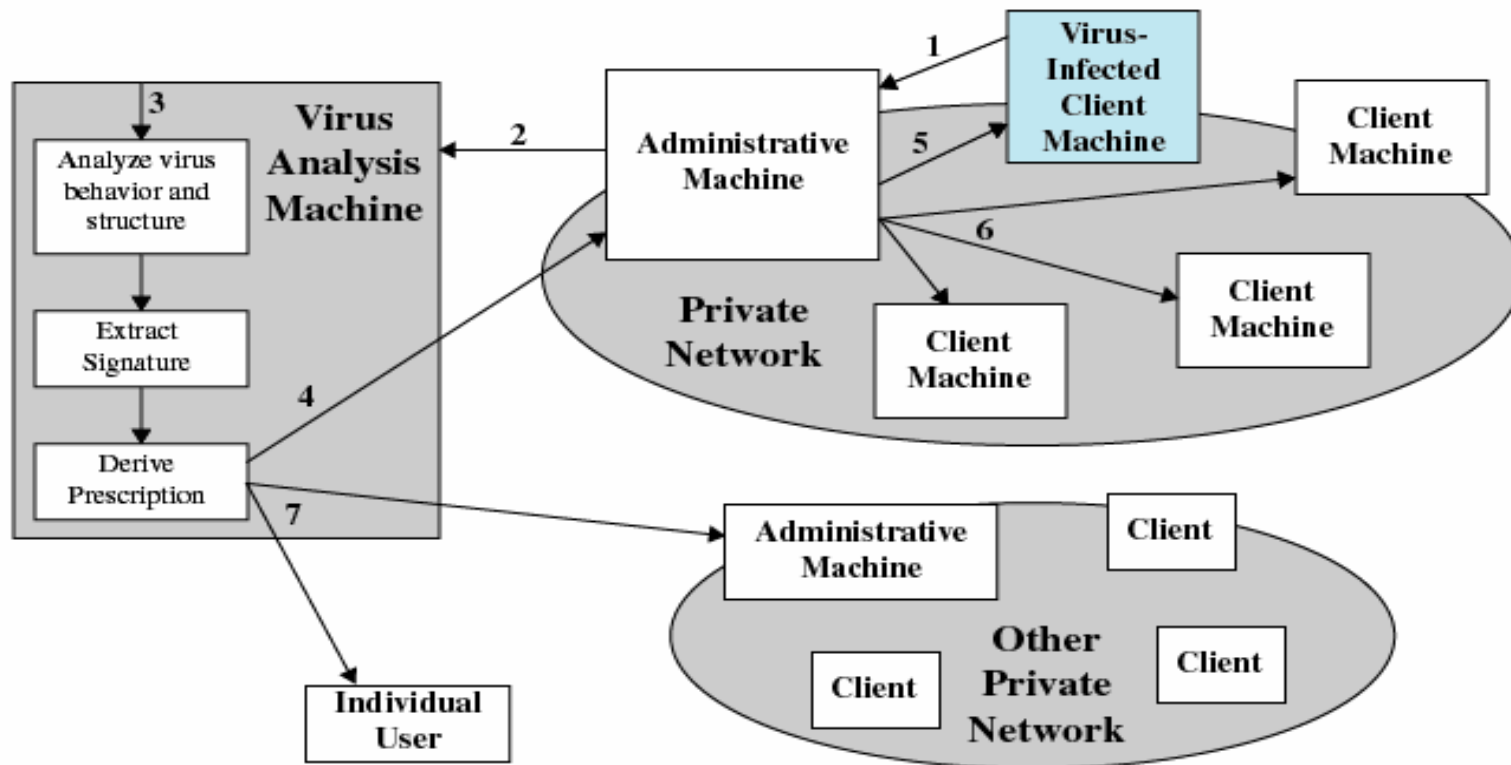 1
Virus-
Infected
Client
Machine
3
Virus
Analysis
Machine
2
Administrative
Machine
5
Client
Machine
Analyze virus
behavior and
structure
6
Client
Machine
Private
Network
Client
Machine
Extract
Signature
4
Derive
Prescription
7
Administrative
Machine
Client
Other
Private
Network
Client
Client
Individual
User